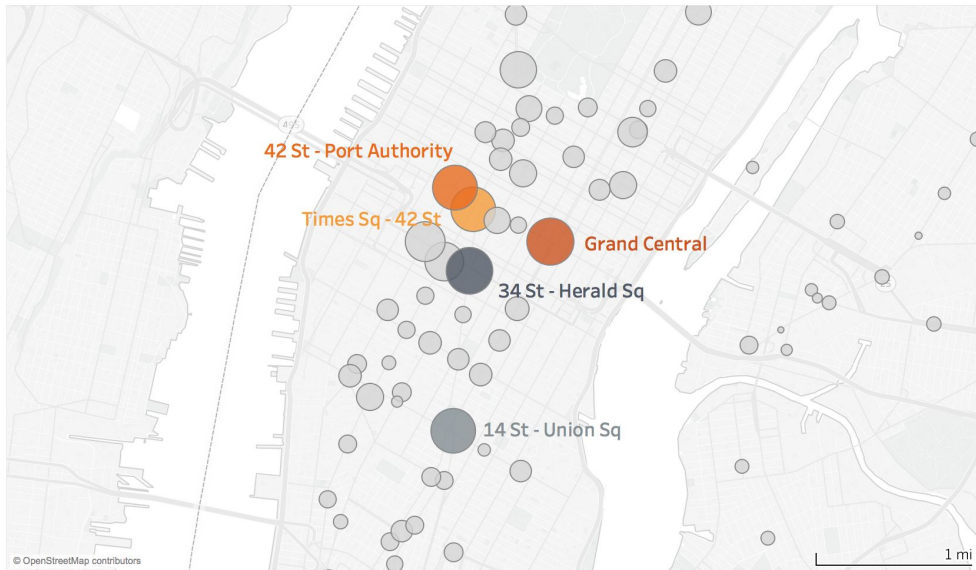 495
42 St - Port Authority
Times Sq - 42 St
Grand Central
34 St - Herald Sq
14 St - Union Sq
© OpenStreetMap contributors
1 mi